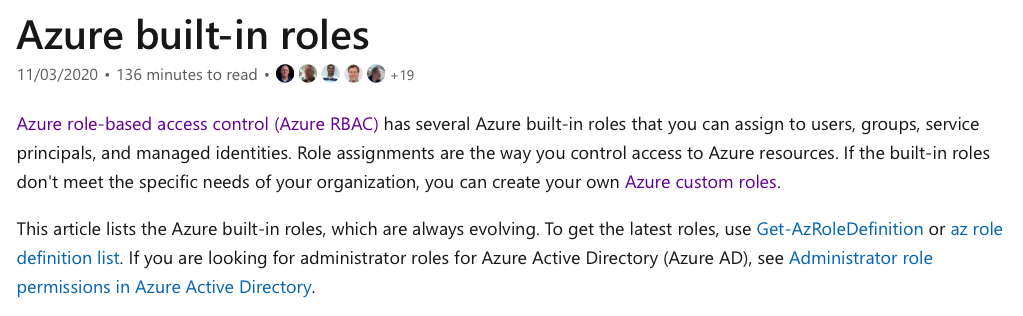 Azure built-in roles
11/03/2020 • 136 minutes to read • +19
Azure role-based access control (Azure RBAC) has several Azure built-in roles that you can assign to users, groups, service
principals, and managed identities. Role assignments are the way you control access to Azure resources. If the built-in roles
don't meet the specific needs of your organization, you can create your own Azure custom roles.
This article lists the Azure built-in roles, which are always evolving. To get the latest roles, use Get-AzRoleDefinition or az role
definition list. If you are looking for administrator roles for Azure Active Directory (Azure AD), see Administrator role
permissions in Azure Active Directory.